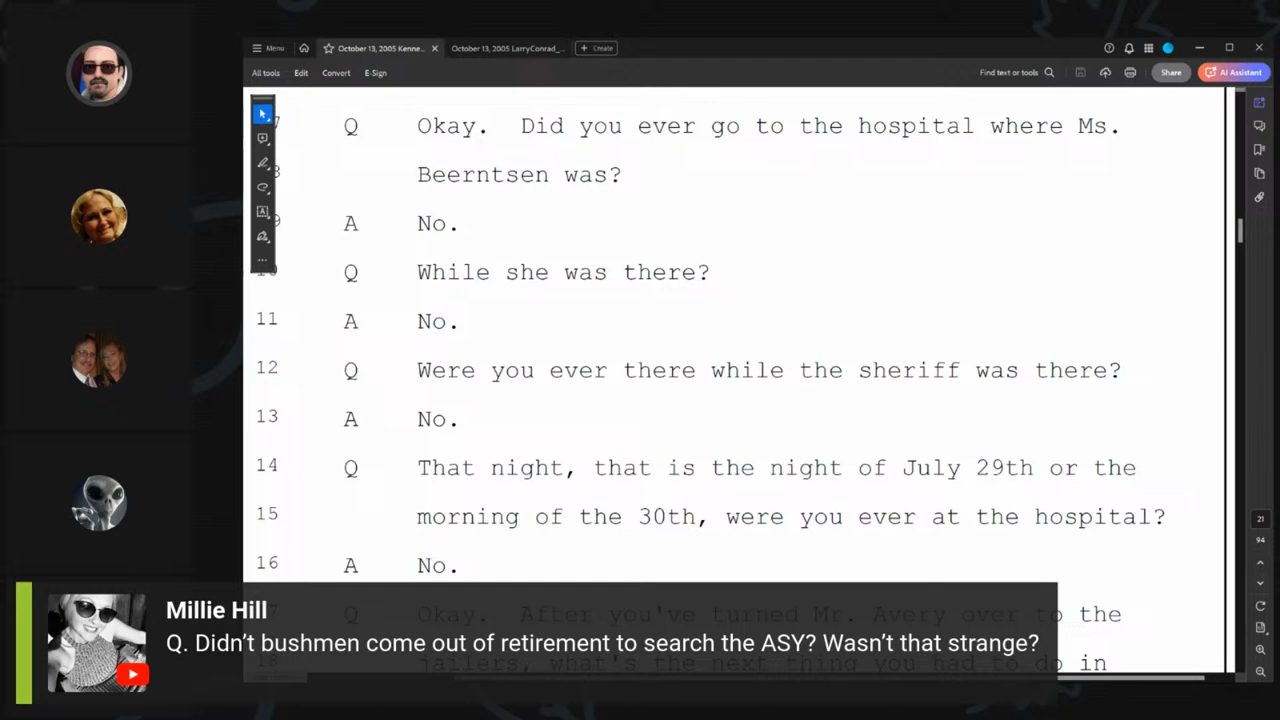 Menu
October 13, 2005 Kenne...
October 13, 2005 LarryConrad_...
Create
All tools
Edit
Convert
E-Sign
Find text or tools
Share
AI Assistant
7 Q Okay. Did you ever go to the hospital where Ms.
8 Beerntsen was?
9 A No.
10 Q While she was there?
11 A No.
12 Q Were you ever there while the sheriff was there?
13 A No.
14 Q That night, that is the night of July 29th or the
15 morning of the 30th, were you ever at the hospital?
16 A No.
17 Q Okay. After you've turned Mr. Avery over to the
18 jailers, what's the next thing you had to do in
21
94
Millie Hill
Q. Didn't bushmen come out of retirement to search the ASY? Wasn't that strange?